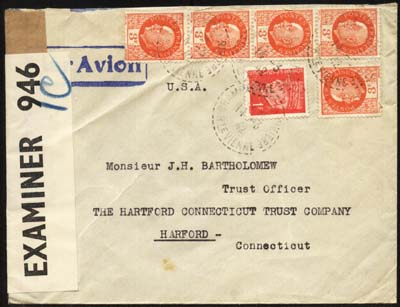 EXAMINER 946
Avion
U.S.A.
Monsieur J.H. BARTHOLOMEW
Trust Officer
THE HARTFORD CONNECTICUT TRUST COMPANY
HARFORD -
Connecticut